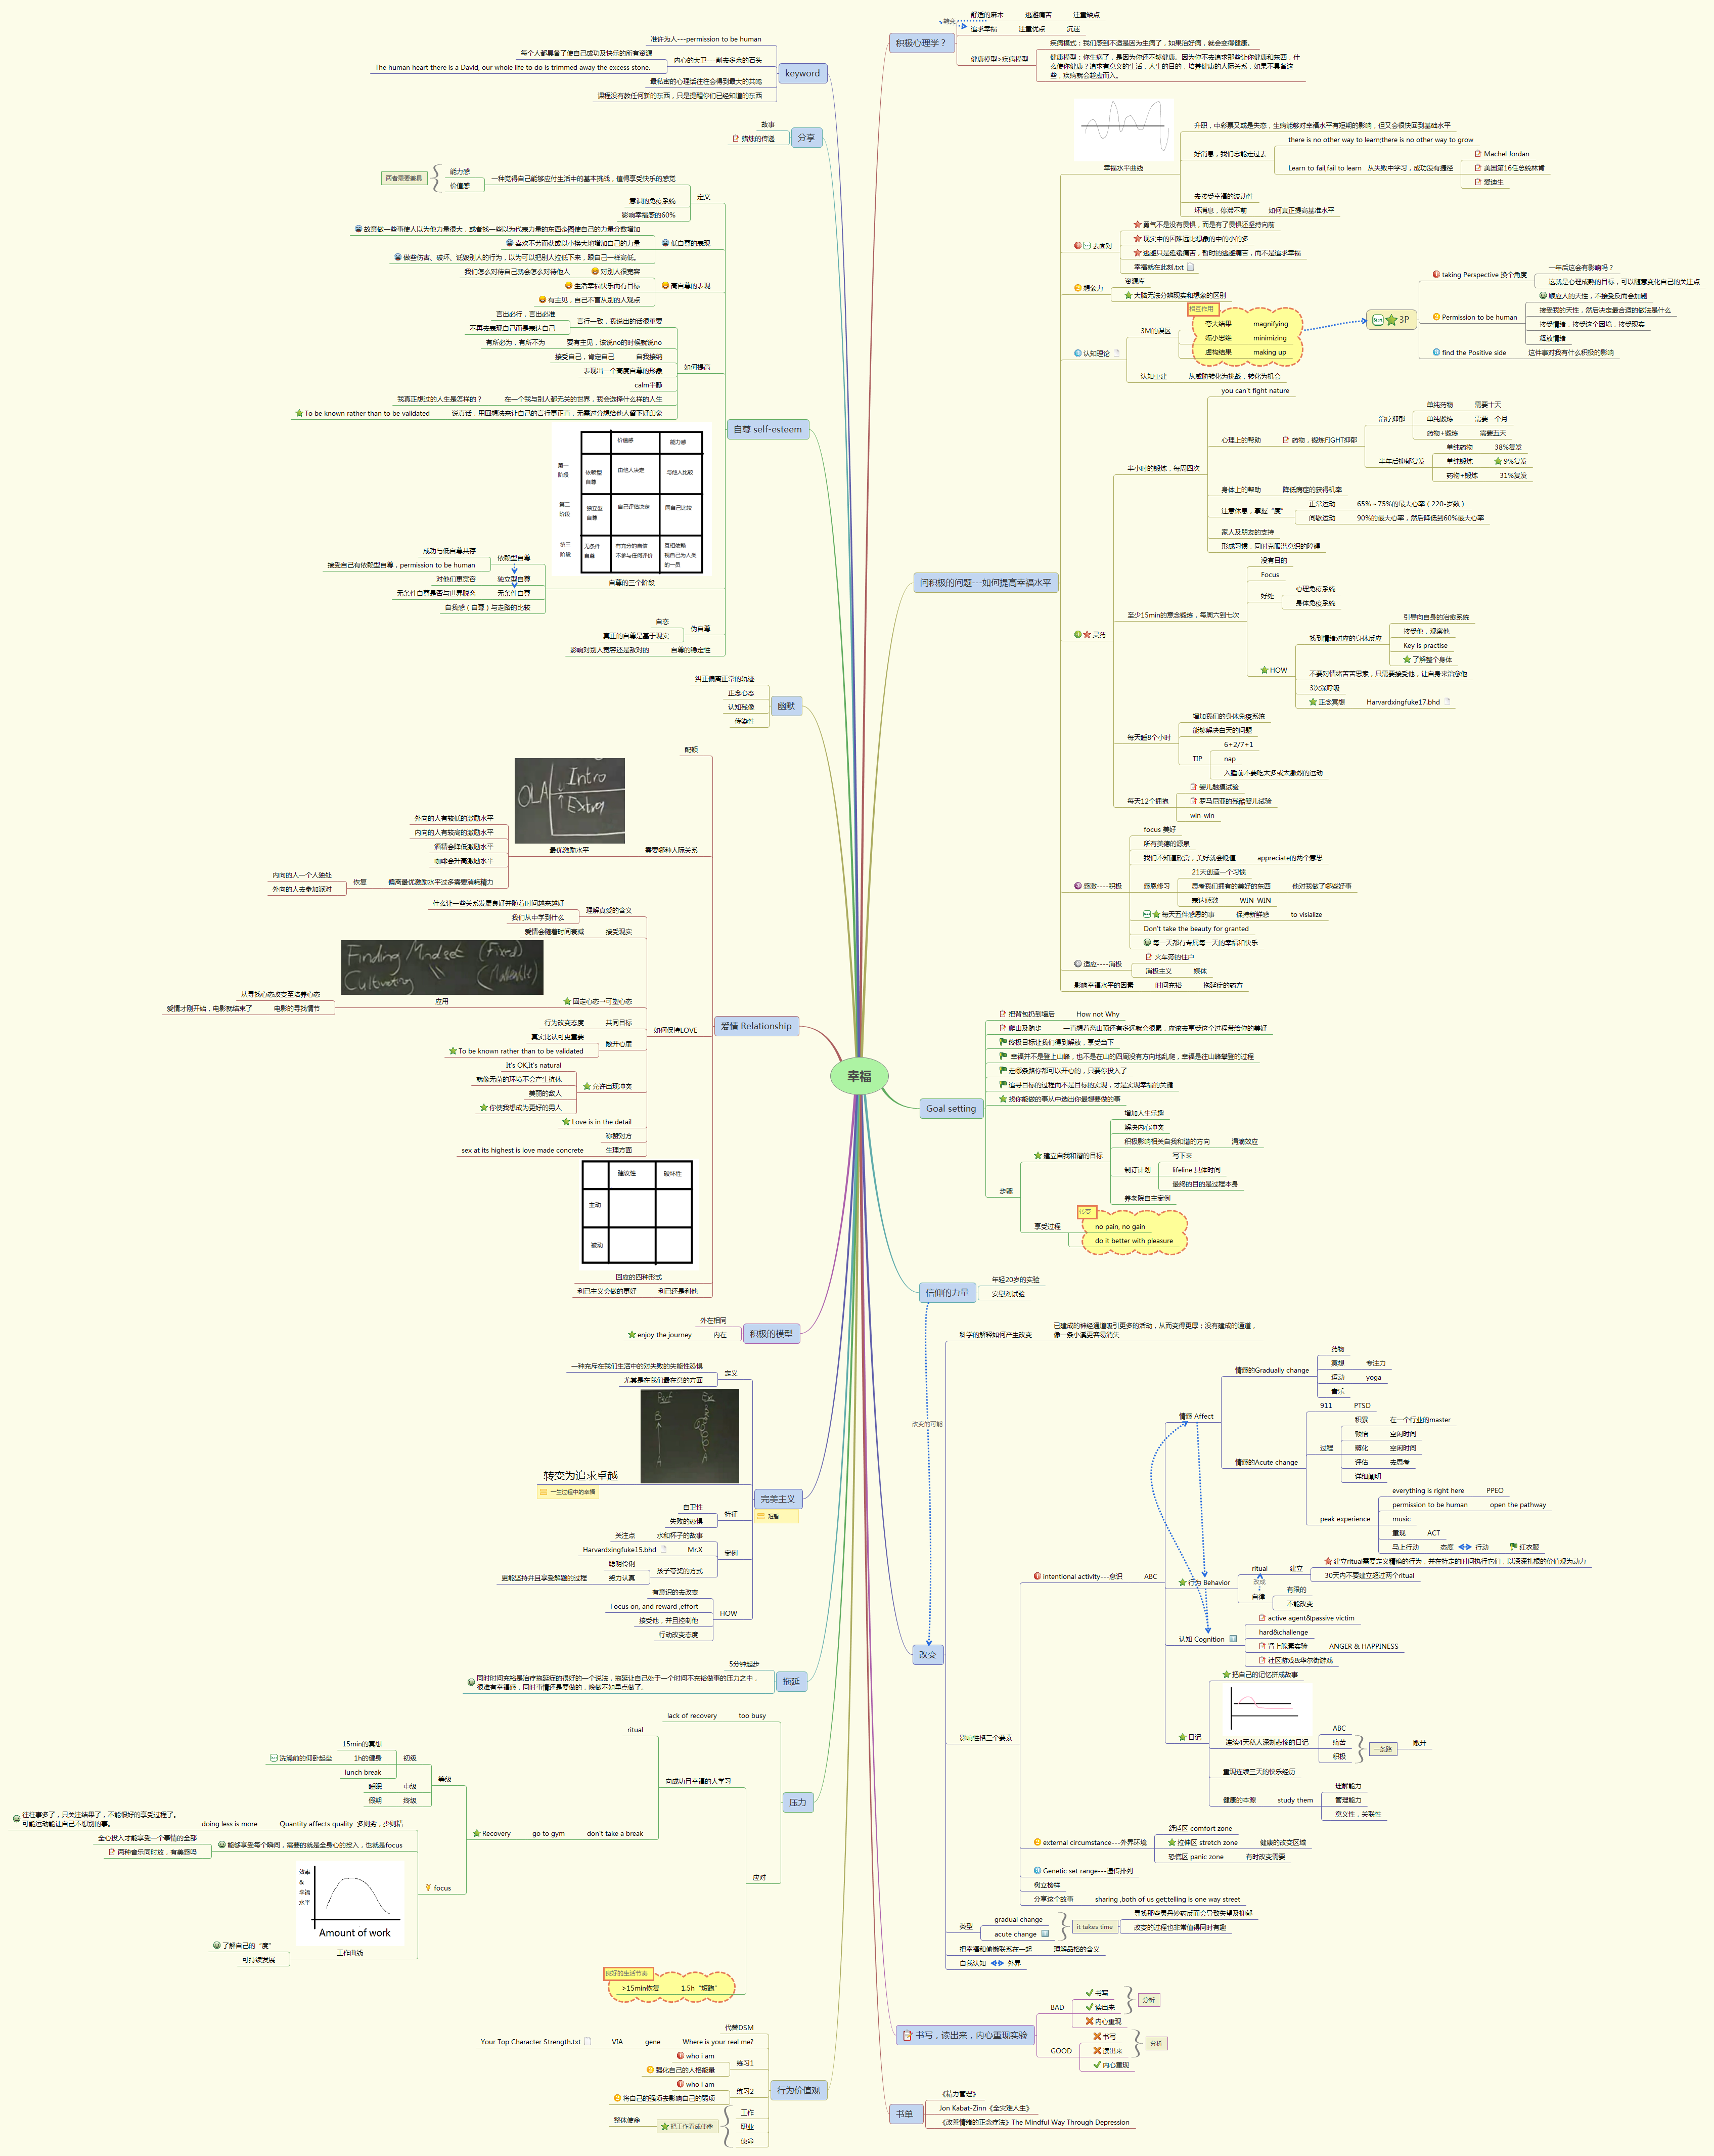 幸福
积极心理学？
转变
舒适的麻木
远避痛苦
注重缺点
追求幸福
注重优点
沉迷
健康模型>疾病模型
疾病模式：我们感到不适是因为生病了，如果治好病，就会变得健康。
健康模型：你生病了，是因为你还不够健康。因为你不去追求那些让你健康和东西，什
么使你健康？追求有意义的生活，人生的目的，培养健康的人际关系，如果不具备这
些，疾病就会趁虚而入。
问积极的问题---如何提高幸福水平
幸福水平曲线
升职，中彩票又或是失恋，生病能够对幸福水平有短期的影响，但又会很快回到基础水平
好消息，我们总能走过去
there is no other way to learn;there is no other way to grow
Learn to fail,fail to learn
从失败中学习，成功没有捷径
Machel Jordan
美国第16任总统林肯
爱迪生
去接受幸福的波动性
坏消息，停滞不前
如何真正提高基准水平
去面对
勇气不是没有畏惧，而是有了畏惧还坚持向前
现实中的困难远比想象的中的小的多
远避只是延缓痛苦，暂时的远避痛苦，而不是追求幸福
幸福就在此刻.txt
想象力
资源库
大脑无法分辨现实和想象的区别
认知理论
3M的误区
相互作用
夸大结果
magnifying
缩小思维
minimizing
虚构结果
making up
认知重建
从威胁转化为挑战，转化为机会
3P
taking Perspective 换个角度
一年后这会有影响吗？
这就是心理成熟的目标，可以随意变化自己的关注点
Permission to be human
顺应人的天性，不接受反而会加剧
接受我的天性，然后决定最合适的做法是什么
接受情绪，接受这个困境，接受现实
释放情绪
find the Positive side
这件事对我有什么积极的影响
灵药
半小时的锻炼，每周四次
you can't fight nature
心理上的帮助
药物，锻炼FIGHT抑郁
治疗抑郁
单纯药物
需要十天
单纯锻炼
需要一个月
药物+锻炼
需要五天
半年后抑郁复发
单纯药物
38%复发
单纯锻炼
9%复发
药物+锻炼
31%复发
身体上的帮助
降低病症的获得机率
注意休息，掌握“度”
正常运动
65%～75%的最大心率（220-岁数）
间歇运动
90%的最大心率，然后降低到60%最大心率
家人及朋友的支持
形成习惯，同时克服潜意识的障碍
至少15min的意念锻炼，每周六到七次
没有目的
Focus
好处
心理免疫系统
身体免疫系统
HOW
找到情绪对应的身体反应
引导向自身的治愈系统
接受他，观察他
Key is practise
了解整个身体
不要对情绪苦苦思索，只需要接受他，让自身来治愈他
3次深呼吸
正念冥想
Harvardxingfuke17.bhd
每天睡8个小时
增加我们的身体免疫系统
能够解决白天的问题
TIP
6+2/7+1
nap
入睡前不要吃太多或太激烈的运动
每天12个拥抱
婴儿触摸试验
罗马尼亚的残酷婴儿试验
win-win
感激----积极
focus 美好
所有美德的源泉
我们不知道欣赏，美好就会贬值
appreciate的两个意思
感恩修习
21天创造一个习惯
思考我们拥有的美好的东西
他对我做了哪些好事
表达感激
WIN-WIN
每天五件感恩的事
保持新鲜想
to visialize
Don't take the beauty for granted
每一天都有专属每一天的幸福和快乐
适应----消极
火车旁的住户
消极主义
媒体
影响幸福水平的因素
时间充裕
拖延症的药方
Goal setting
把背包扔到墙后
How not Why
爬山及跑步
一直想着离山顶还有多远就会很累，应该去享受这个过程带给你的美好
终极目标让我们得到解放，享受当下
幸福并不是登上山峰，也不是在山的四周没有方向地乱爬，幸福是往山峰攀登的过程
走哪条路你都可以开心的，只要你投入了
追寻目标的过程而不是目标的实现，才是实现幸福的关键
找你能做的事从中选出你最想要做的事
步骤
建立自我和谐的目标
增加人生乐趣
解决内心冲突
积极影响相关自我和谐的方向
涓滴效应
制订计划
写下来
lifeline 具体时间
最终的目的是过程本身
养老院自主案例
享受过程
转变
no pain, no gain
do it better with pleasure
信仰的力量
年轻20岁的实验
安慰剂试验
改变的可能
改变
科学的解释如何产生改变
已建成的神经通道吸引更多的活动，从而变得更厚；没有建成的通道，
像一条小溪更容易消失
影响性格三个要素
intentional activity---意识
ABC
情感 Affect
情感的Gradually change
药物
冥想
专注力
运动
yoga
音乐
情感的Acute change
911
PTSD
过程
积累
在一个行业的master
顿悟
空闲时间
孵化
空闲时间
评估
去思考
详细阐明
peak experience
everything is right here
PPEO
permission to be human
open the pathway
music
重现
ACT
马上行动
态度
行动
红衣服
行为 Behavior
ritual
建立
建立ritual需要定义精确的行为，并在特定的时间执行它们，以深深扎根的价值观为动力
30天内不要建立超过两个ritual
改成
自律
有限的
不能改变
认知 Cognition
active agent&passive victim
hard&challenge
肾上腺素实验
ANGER & HAPPINESS
社区游戏&华尔街游戏
日记
把自己的记忆拼成故事
连续4天私人深刻悲惨的日记
ABC
痛苦
积极
一条路
敞开
重现连续三天的快乐经历
健康的本源
study them
理解能力
管理能力
意义性，关联性
external circumstance---外界环境
舒适区 comfort zone
拉伸区 stretch zone
健康的改变区域
恐慌区 panic zone
有时改变需要
Genetic set range---遗传排列
树立榜样
分享这个故事
sharing ,both of us get;telling is one way street
类型
gradual change
acute change
it takes time
寻找那些灵丹妙药反而会导致失望及抑郁
改变的过程也非常值得同时有趣
把幸福和偷懒联系在一起
理解品格的含义
自我认知
外界
书写，读出来，内心重现实验
BAD
书写
读出来
内心重现
分析
GOOD
书写
读出来
内心重现
分析
书单
《精力管理》
Jon Kabat-Zinn《全灾难人生》
《改善情绪的正念疗法》The Mindful Way Through Depression
keyword
准许为人---permission to be human
内心的大卫---削去多余的石头
每个人都具备了使自己成功及快乐的所有资源
The human heart there is a David, our whole life to do is trimmed away the excess stone.
最私密的心理话往往会得到最大的共鸣
课程没有教任何新的东西，只是提醒你们已经知道的东西
分享
故事
蜡烛的传递
自尊 self-esteem
定义
一种觉得自己能够应付生活中的基本挑战，值得享受快乐的感觉
能力感
价值感
两者需要兼具
意识的免疫系统
影响幸福感的60%
低自尊的表现
故意做一些事使人以为他力量很大，或者找一些以为代表力量的东西企图使自己的力量分数增加
喜欢不劳而获或以小换大地增加自己的力量
做些伤害、破坏、诋毁别人的行为，以为可以把别人拉低下来，跟自己一样高低。
高自尊的表现
对别人很宽容
我们怎么对待自己就会怎么对待他人
生活幸福快乐而有目标
有主见，自己不盲从别的人观点
如何提高
言行一致，我说出的话很重要
言出必行，言出必准
不再去表现自己而是表达自己
要有主见，该说no的时候就说no
有所必为，有所不为
自我接纳
接受自己，肯定自己
表现出一个高度自尊的形象
calm平静
在一个我与别人都无关的世界，我会选择什么样的人生
我真正想过的人生是怎样的？
说真话，用回想法来让自己的言行更正直，无需过分想给他人留下好印象
To be known rather than to be validated
价值感
能力感
第一
阶段
依赖型
自尊
由他人决定
与他人比较
第二
阶段
独立型
自尊
自己评估决定
同自己比较
第三
阶段
无条件
自尊
有充分的自信
不参与任何评价
互相依赖
视自己为人类
的一员
自尊的三个阶段
依赖型自尊
成功与低自尊共存
接受自己有依赖型自尊，permission to be human
独立型自尊
对他们更宽容
无条件自尊
无条件自尊是否与世界脱离
自我感（自尊）与走路的比较
伪自尊
自恋
真正的自尊是基于现实
自尊的稳定性
影响对别人宽容还是敌对的
幽默
纠正偏离正常的轨迹
正念心态
认知残像
传染性
爱情 Relationship
配额
OLA
Intro
Extra
需要哪种人际关系
最优激励水平
外向的人有较低的激励水平
内向的人有较高的激励水平
酒精会降低激励水平
咖啡会升高激励水平
偏离最优激励水平过多需要消耗精力
恢复
内向的人一个人独处
外向的人去参加派对
如何保持LOVE
理解真爱的含义
什么让一些关系发展良好并随着时间越来越好
我们从中学到什么
接受现实
爱情会随着时间衰减
Finding Mindset (Fixed)
Cultivating (Malleable)
固定心态→可塑心态
应用
从寻找心态改变至培养心态
电影的寻找情节
爱情才刚开始，电影就结束了
共同目标
行为改变态度
敞开心扉
真实比认可更重要
To be known rather than to be validated
允许出现冲突
It's OK,It's natural
就像无菌的环境不会产生抗体
美丽的敌人
你使我想成为更好的男人
Love is in the detail
称赞对方
生理方面
sex at its highest is love made concrete
建设性
破坏性
主动
被动
回应的四种形式
利己还是利他
利己主义会做的更好
积极的模型
外在相同
内在
enjoy the journey
完美主义
短暂...
定义
一种充斥在我们生活中的对失败的失能性恐惧
尤其是在我们最在意的方面
转变为追求卓越
一生过程中的幸福
特征
自卫性
失败的恐惧
案例
水和杯子的故事
关注点
Mr.X
Harvardxingfuke15.bhd
孩子夸奖的方式
聪明伶俐
努力认真
更能坚持并且享受解题的过程
HOW
有意识的去改变
Focus on, and reward ,effort
接受他，并且控制他
行动改变态度
拖延
5分钟起步
同时时间充裕是治疗拖延症的很好的一个说法，拖延让自己处于一个时间不充裕做事的压力之中，
很难有幸福感，同时事情还是要做的，晚做不如早点做了。
压力
too busy
lack of recovery
应对
向成功且幸福的人学习
ritual
don't take a break
go to gym
Recovery
等级
初级
15min的冥想
1h的健身
洗澡前的仰卧起坐
lunch break
中级
睡眠
终级
假期
focus
Quantity affects quality 多则劣，少则精
doing less is more
往往事多了，只关注结果了，不能很好的享受过程了。
可能运动能让自己不想别的事。
能够享受每个瞬间，需要的就是全身心的投入，也就是focus
全心投入才能享受一个事情的全部
两种音乐同时放，有美感吗
效率
&
幸福
水平
Amount of work
工作曲线
了解自己的“度”
可持续发展
良好的生活节奏
1.5h“短跑”
>15min恢复
行为价值观
代替DSM
Where is your real me?
gene
VIA
Your Top Character Strength.txt
练习1
who i am
强化自己的人格能量
练习2
who i am
将自己的强项去影响自己的弱项
工作
职业
使命
把工作看成使命
整体使命